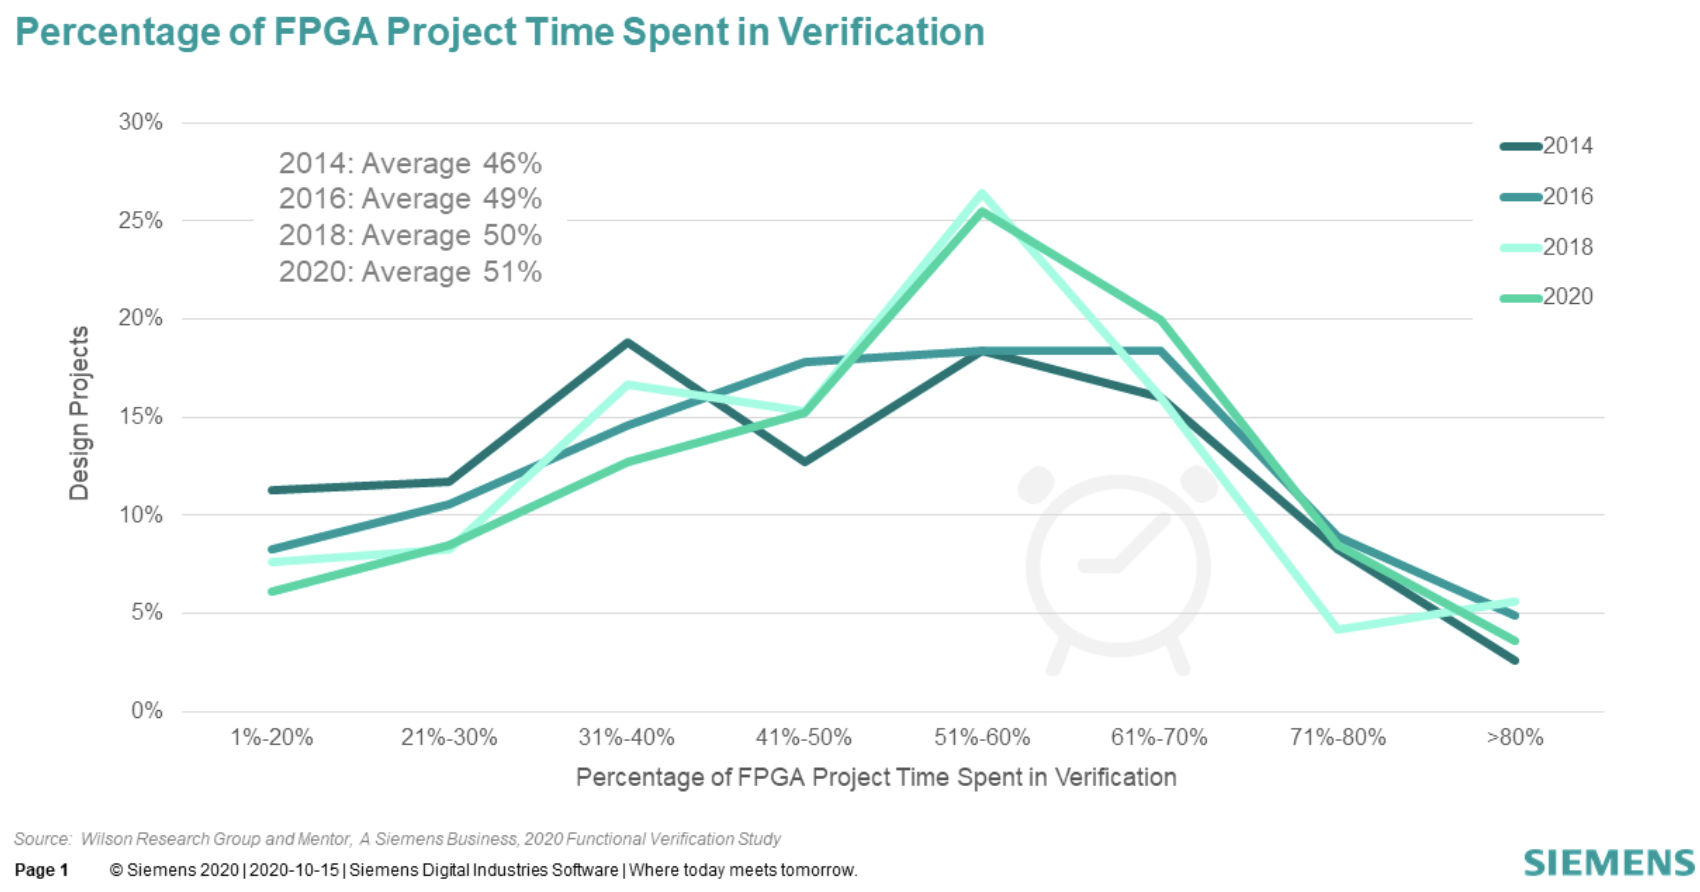 Percentage of FPGA Project Time Spent in Verification
30%
25%
20%
15%
10%
5%
0%
Design Projects
2014: Average 46%
2016: Average 49%
2018: Average 50%
2020: Average 51%
2014
2016
2018
2020
1%-20% 21%-30% 31%-40% 41%-50% 51%-60% 61%-70% 71%-80% >80%
Percentage of FPGA Project Time Spent in Verification
Source: Wilson Research Group and Mentor, A Siemens Business, 2020 Functional Verification Study
Page 1 © Siemens 2020 | 2020-10-15 | Siemens Digital Industries Software | Where today meets tomorrow.
SIEMENS